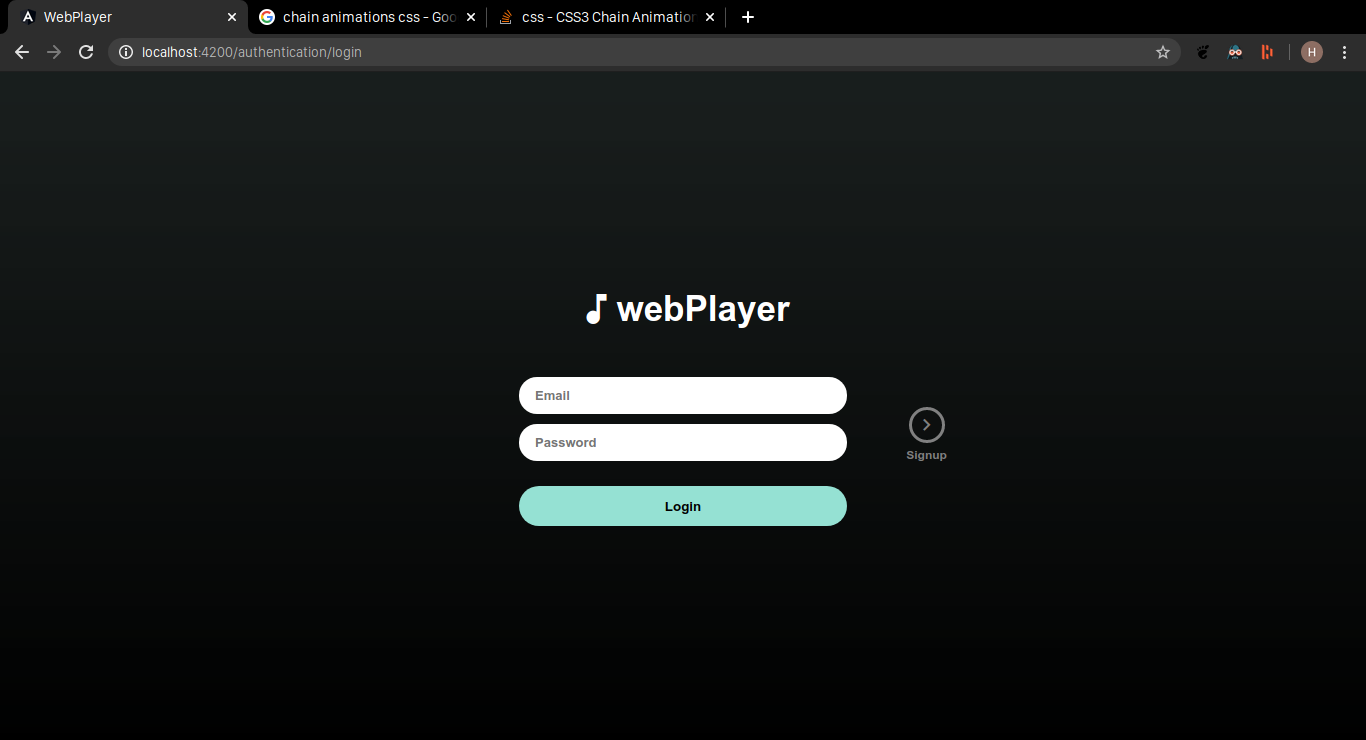 WebPlayer
chain animations css - Goo
css - CSS3 Chain Animation
localhost:4200/authentication/login
H
webPlayer
Email
Password
Signup
Login